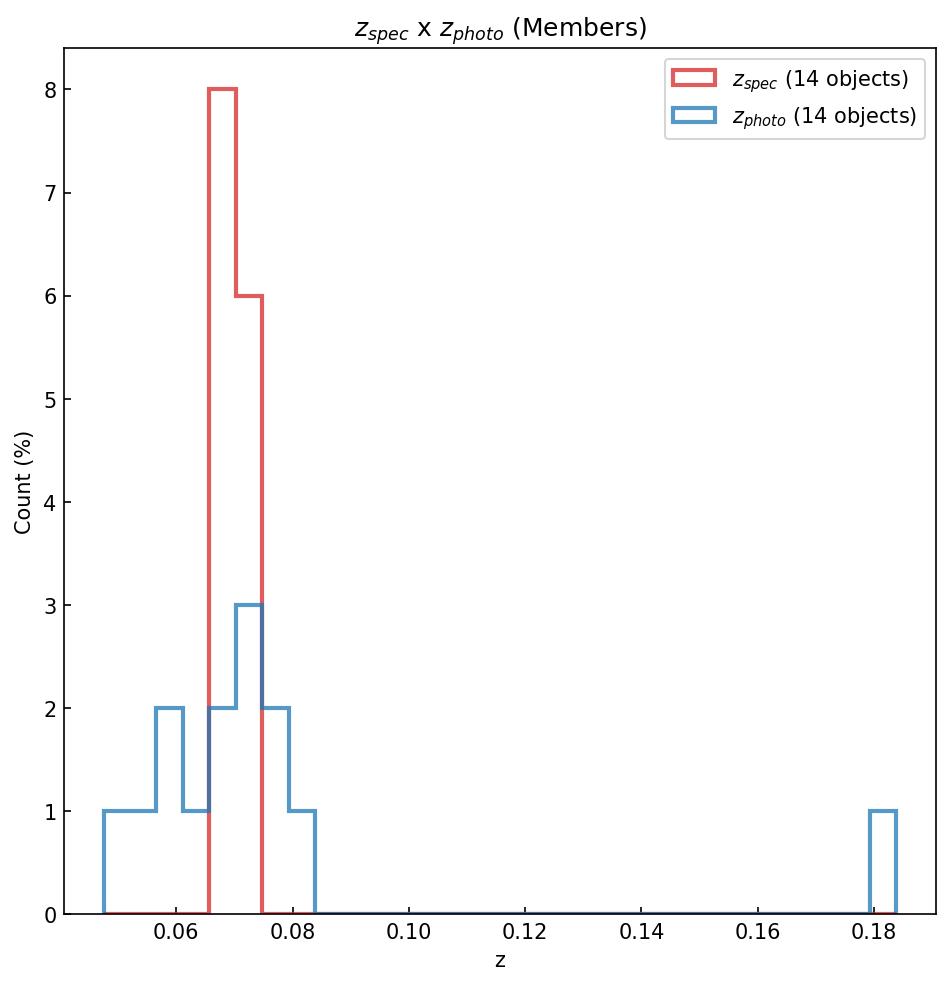 z_spec x z_photo (Members)
z_spec (14 objects)
z_photo (14 objects)
8
7
6
5
4
3
2
1
0
Count (%)
0.06 0.08 0.10 0.12 0.14 0.16 0.18
z